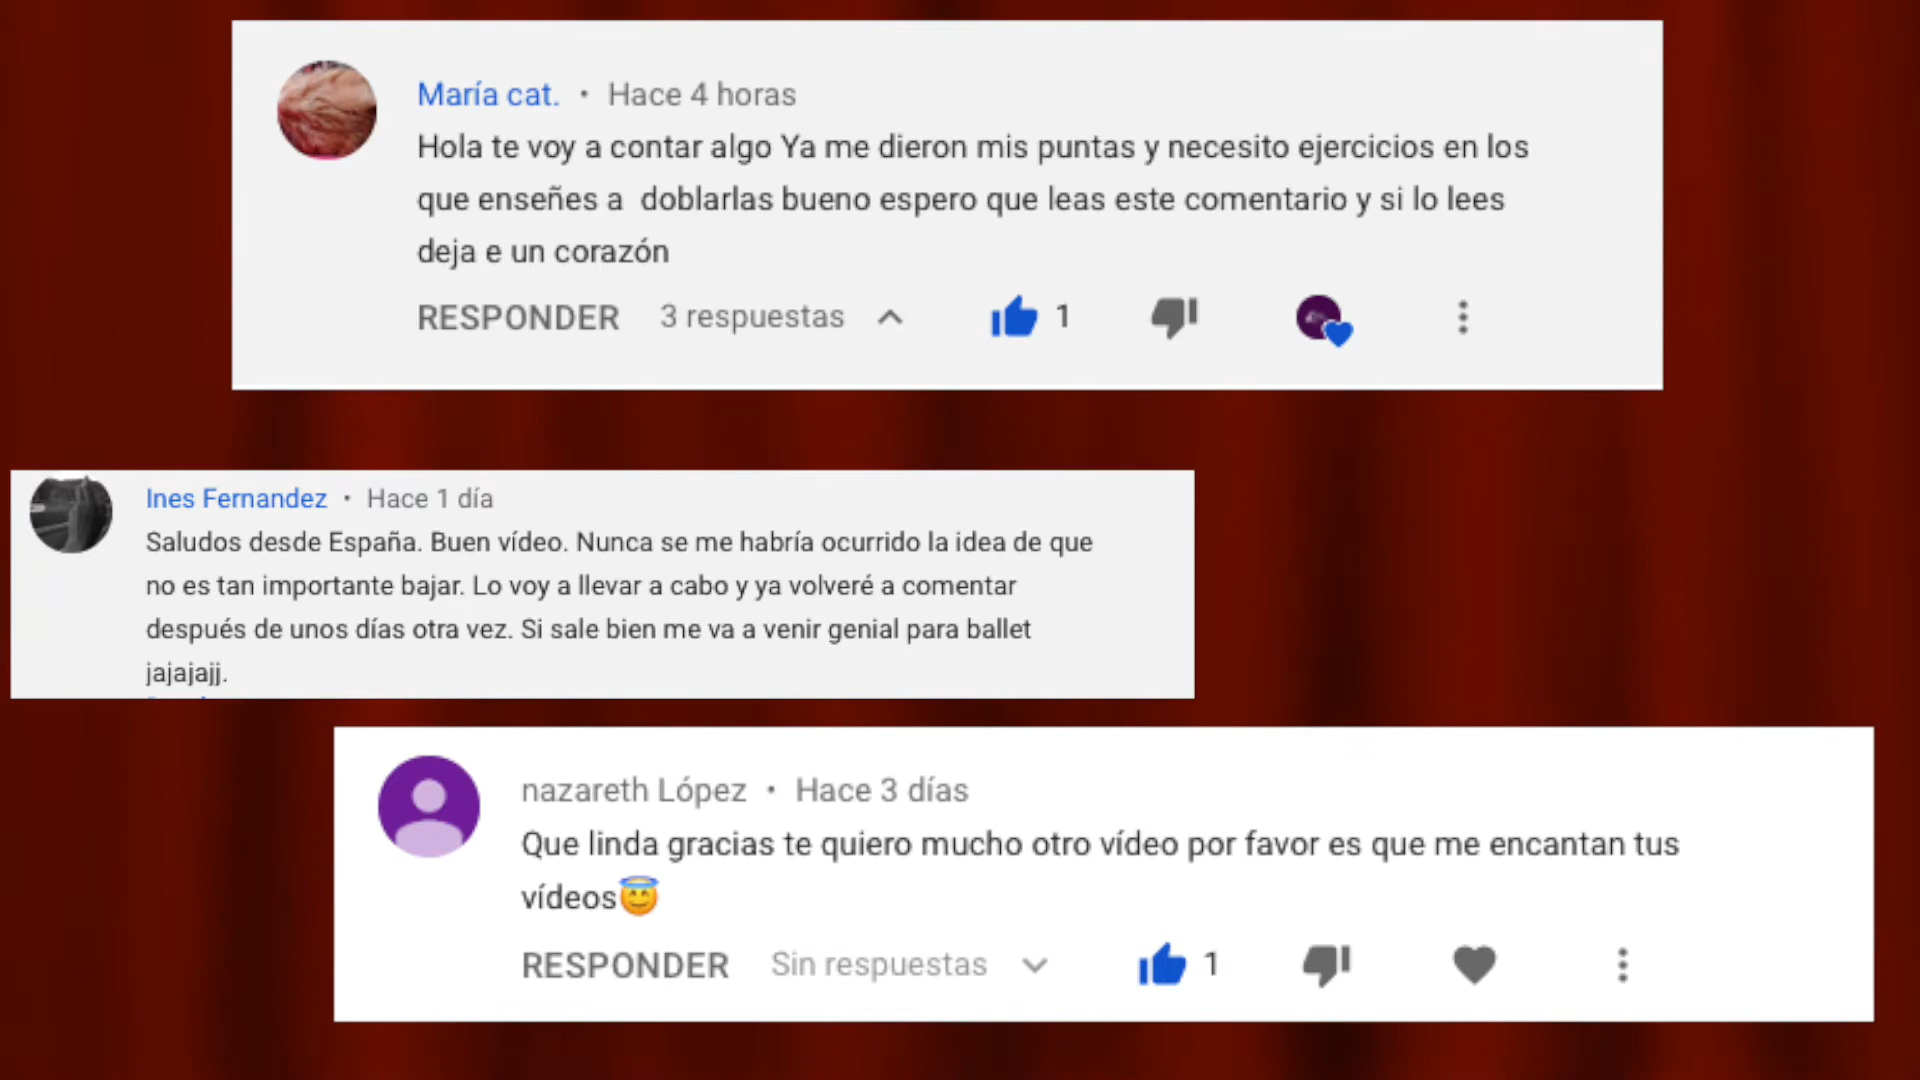 María cat. • Hace 4 horas
Hola te voy a contar algo Ya me dieron mis puntas y necesito ejercicios en los
que enseñes a doblarlas bueno espero que leas este comentario y si lo lees
deja e un corazón
RESPONDER 3 respuestas 1
Ines Fernandez • Hace 1 día
Saludos desde España. Buen vídeo. Nunca se me habría ocurrido la idea de que
no es tan importante bajar. Lo voy a llevar a cabo y ya volveré a comentar
después de unos días otra vez. Si sale bien me va a venir genial para ballet
jajajajj.
nazareth López • Hace 3 días
Que linda gracias te quiero mucho otro vídeo por favor es que me encantan tus
vídeos😇
RESPONDER Sin respuestas 1